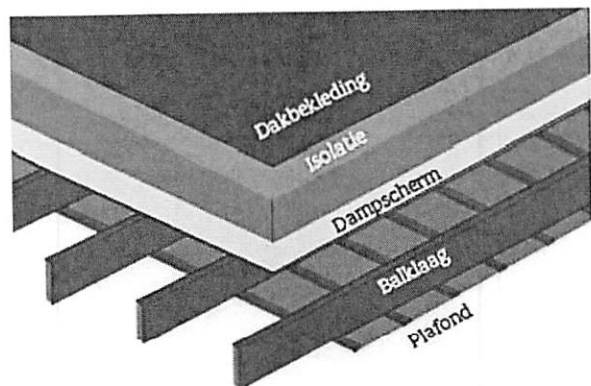 Dakbekleding
Isolatie
Dampscherm
Balklaag
Plafond